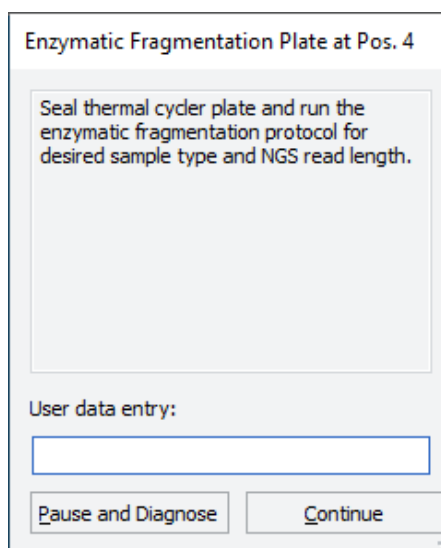 Enzymatic Fragmentation Plate at Pos. 4
Seal thermal cycler plate and run the
enzymatic fragmentation protocol for
desired sample type and NGS read length.
User data entry:
Pause and Diagnose
Continue